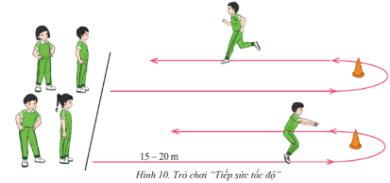 15 – 20 m
Hình 10. Trò chơi “Tiếp sức tốc độ”